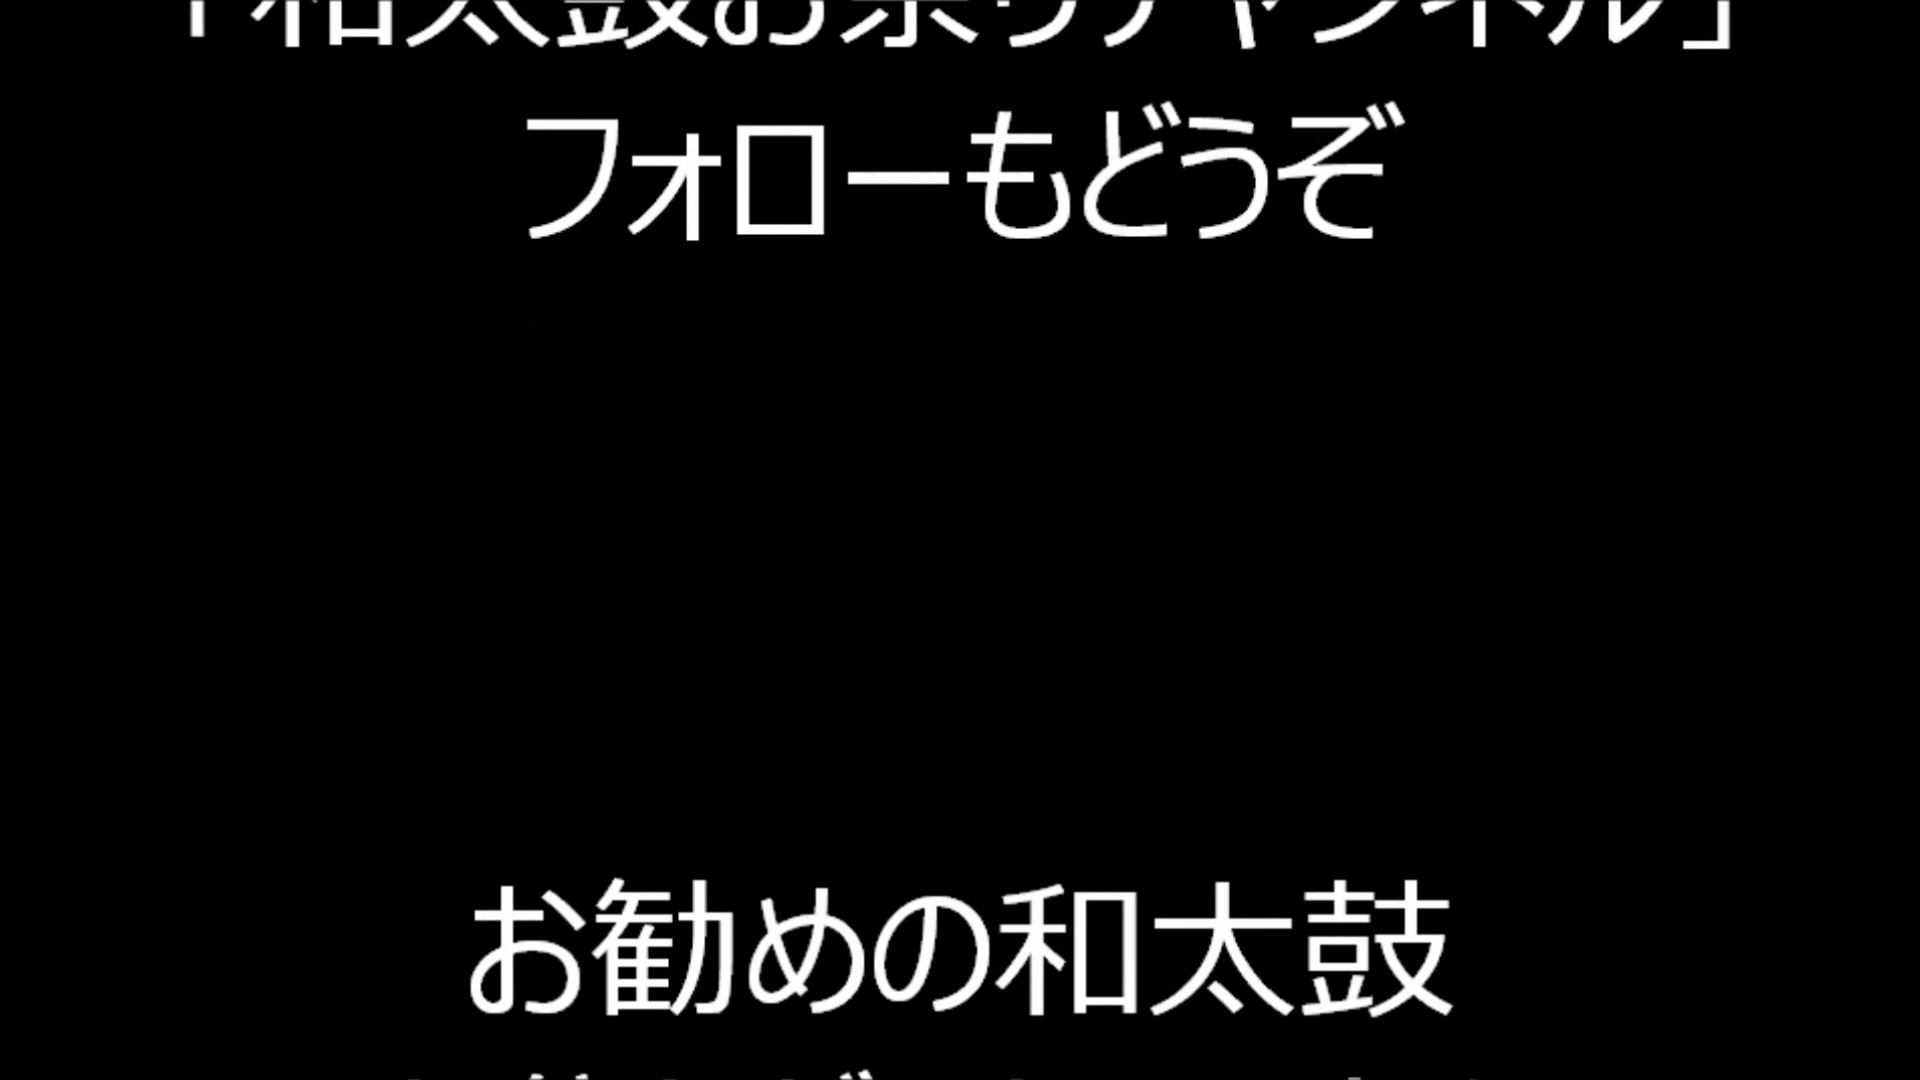 「和太鼓お祭りチャンネル」
フォローもどうぞ
お勧めの和太鼓